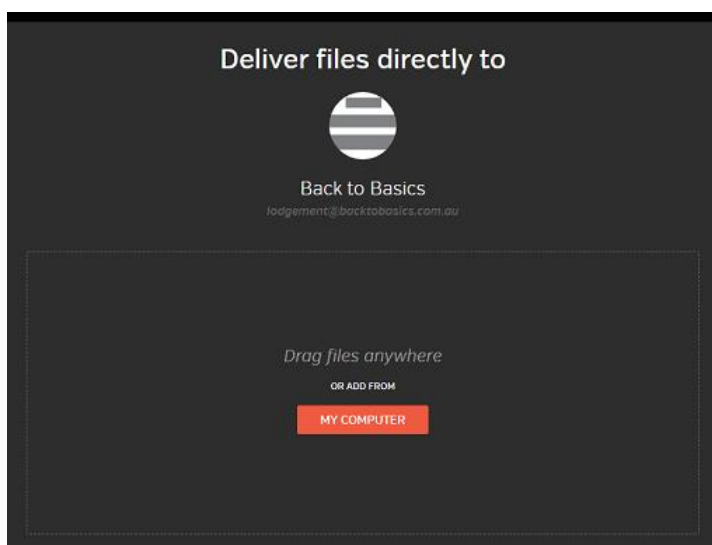 Deliver files directly to
Back to Basics
lodgement@backtobasics.com.au
Drag files anywhere
OR ADD FROM
MY COMPUTER